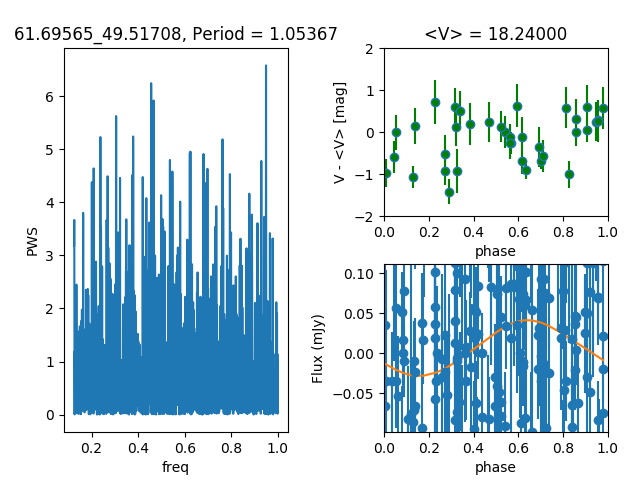 61.69565_49.51708, Period = 1.05367
<V> = 18.24000
PWS
6
5
4
3
2
1
0
0.2 0.4 0.6 0.8 1.0
freq
V - <V> [mag]
2
1
0
−1
−2
0.0 0.2 0.4 0.6 0.8 1.0
phase
Flux (mJy)
0.10
0.05
0.00
−0.05
0.0 0.2 0.4 0.6 0.8 1.0
phase